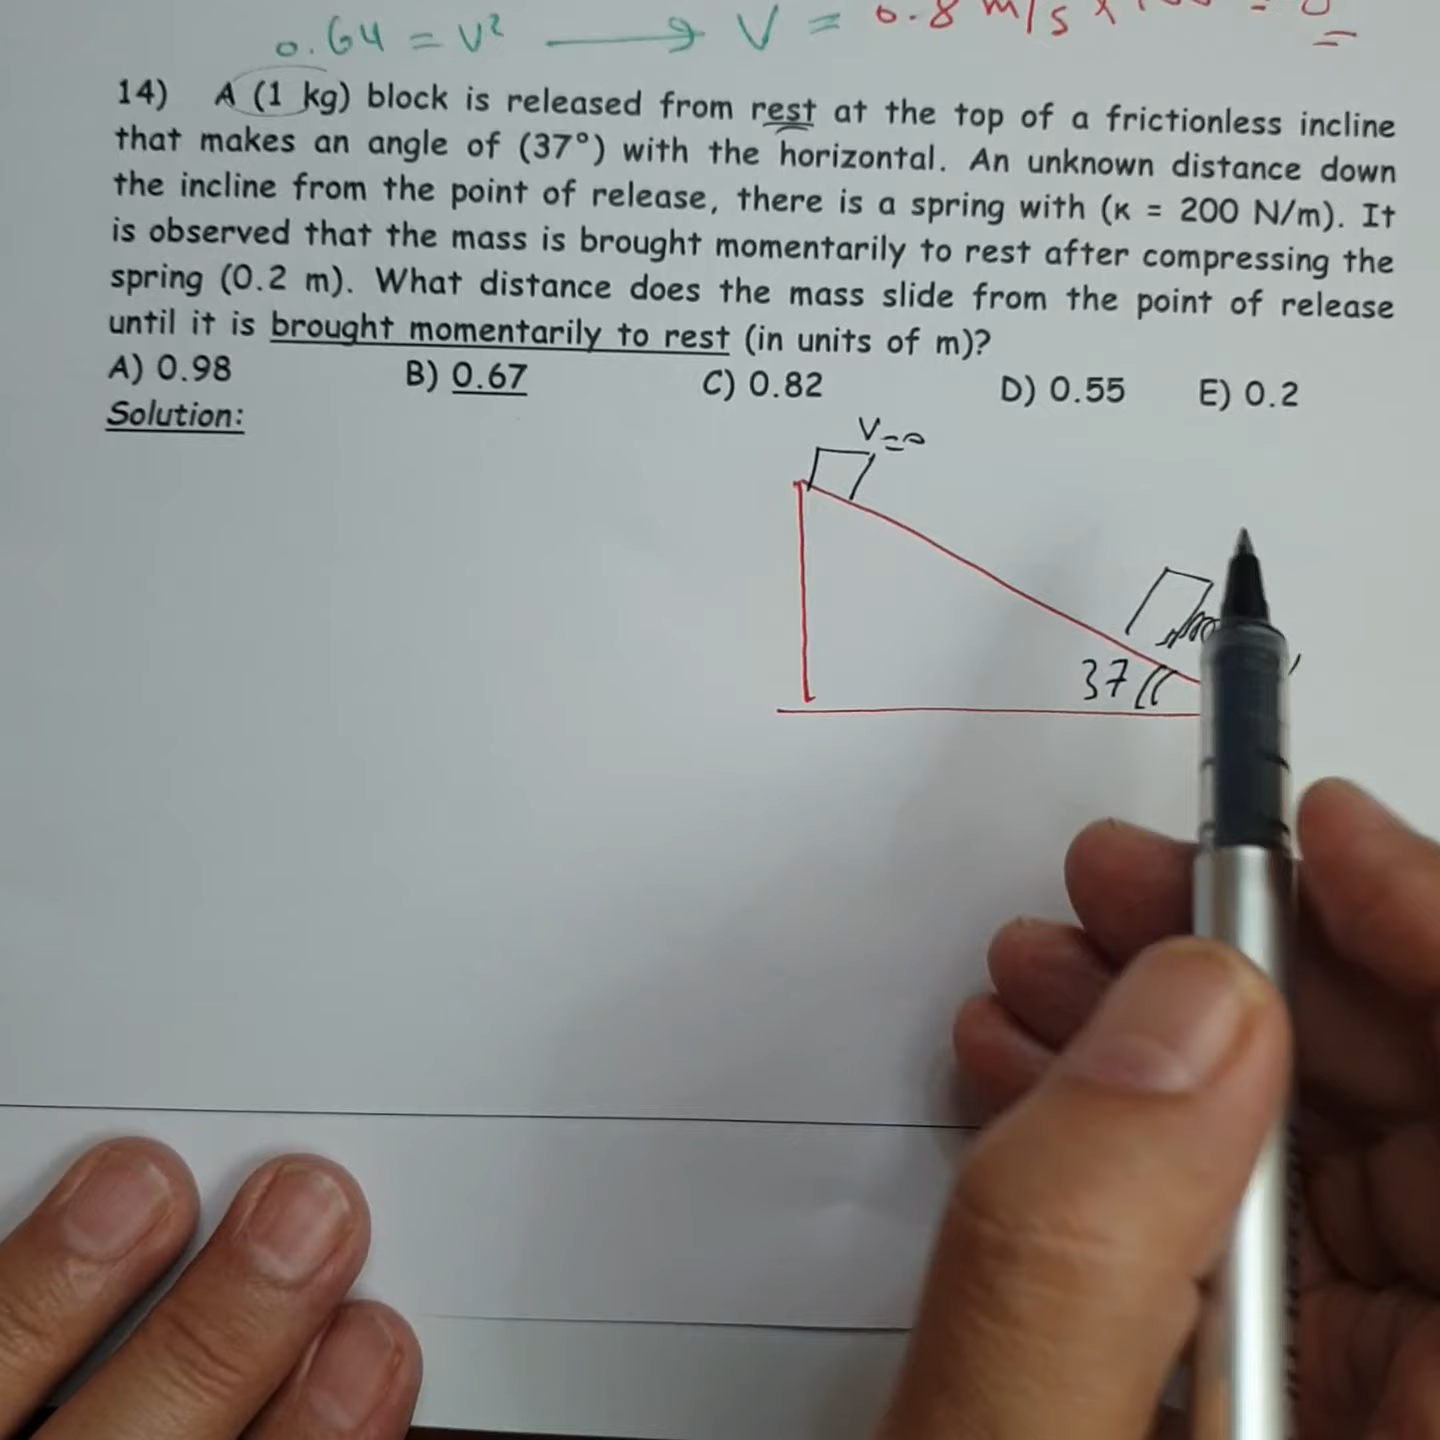 0.64 = v² → V = 0.8 m/s x
14) A (1 kg) block is released from rest at the top of a frictionless incline
that makes an angle of (37°) with the horizontal. An unknown distance down
the incline from the point of release, there is a spring with (κ = 200 N/m). It
is observed that the mass is brought momentarily to rest after compressing the
spring (0.2 m). What distance does the mass slide from the point of release
until it is brought momentarily to rest (in units of m)?
A) 0.98 B) 0.67 C) 0.82 D) 0.55 E) 0.2
Solution:
V=0
37